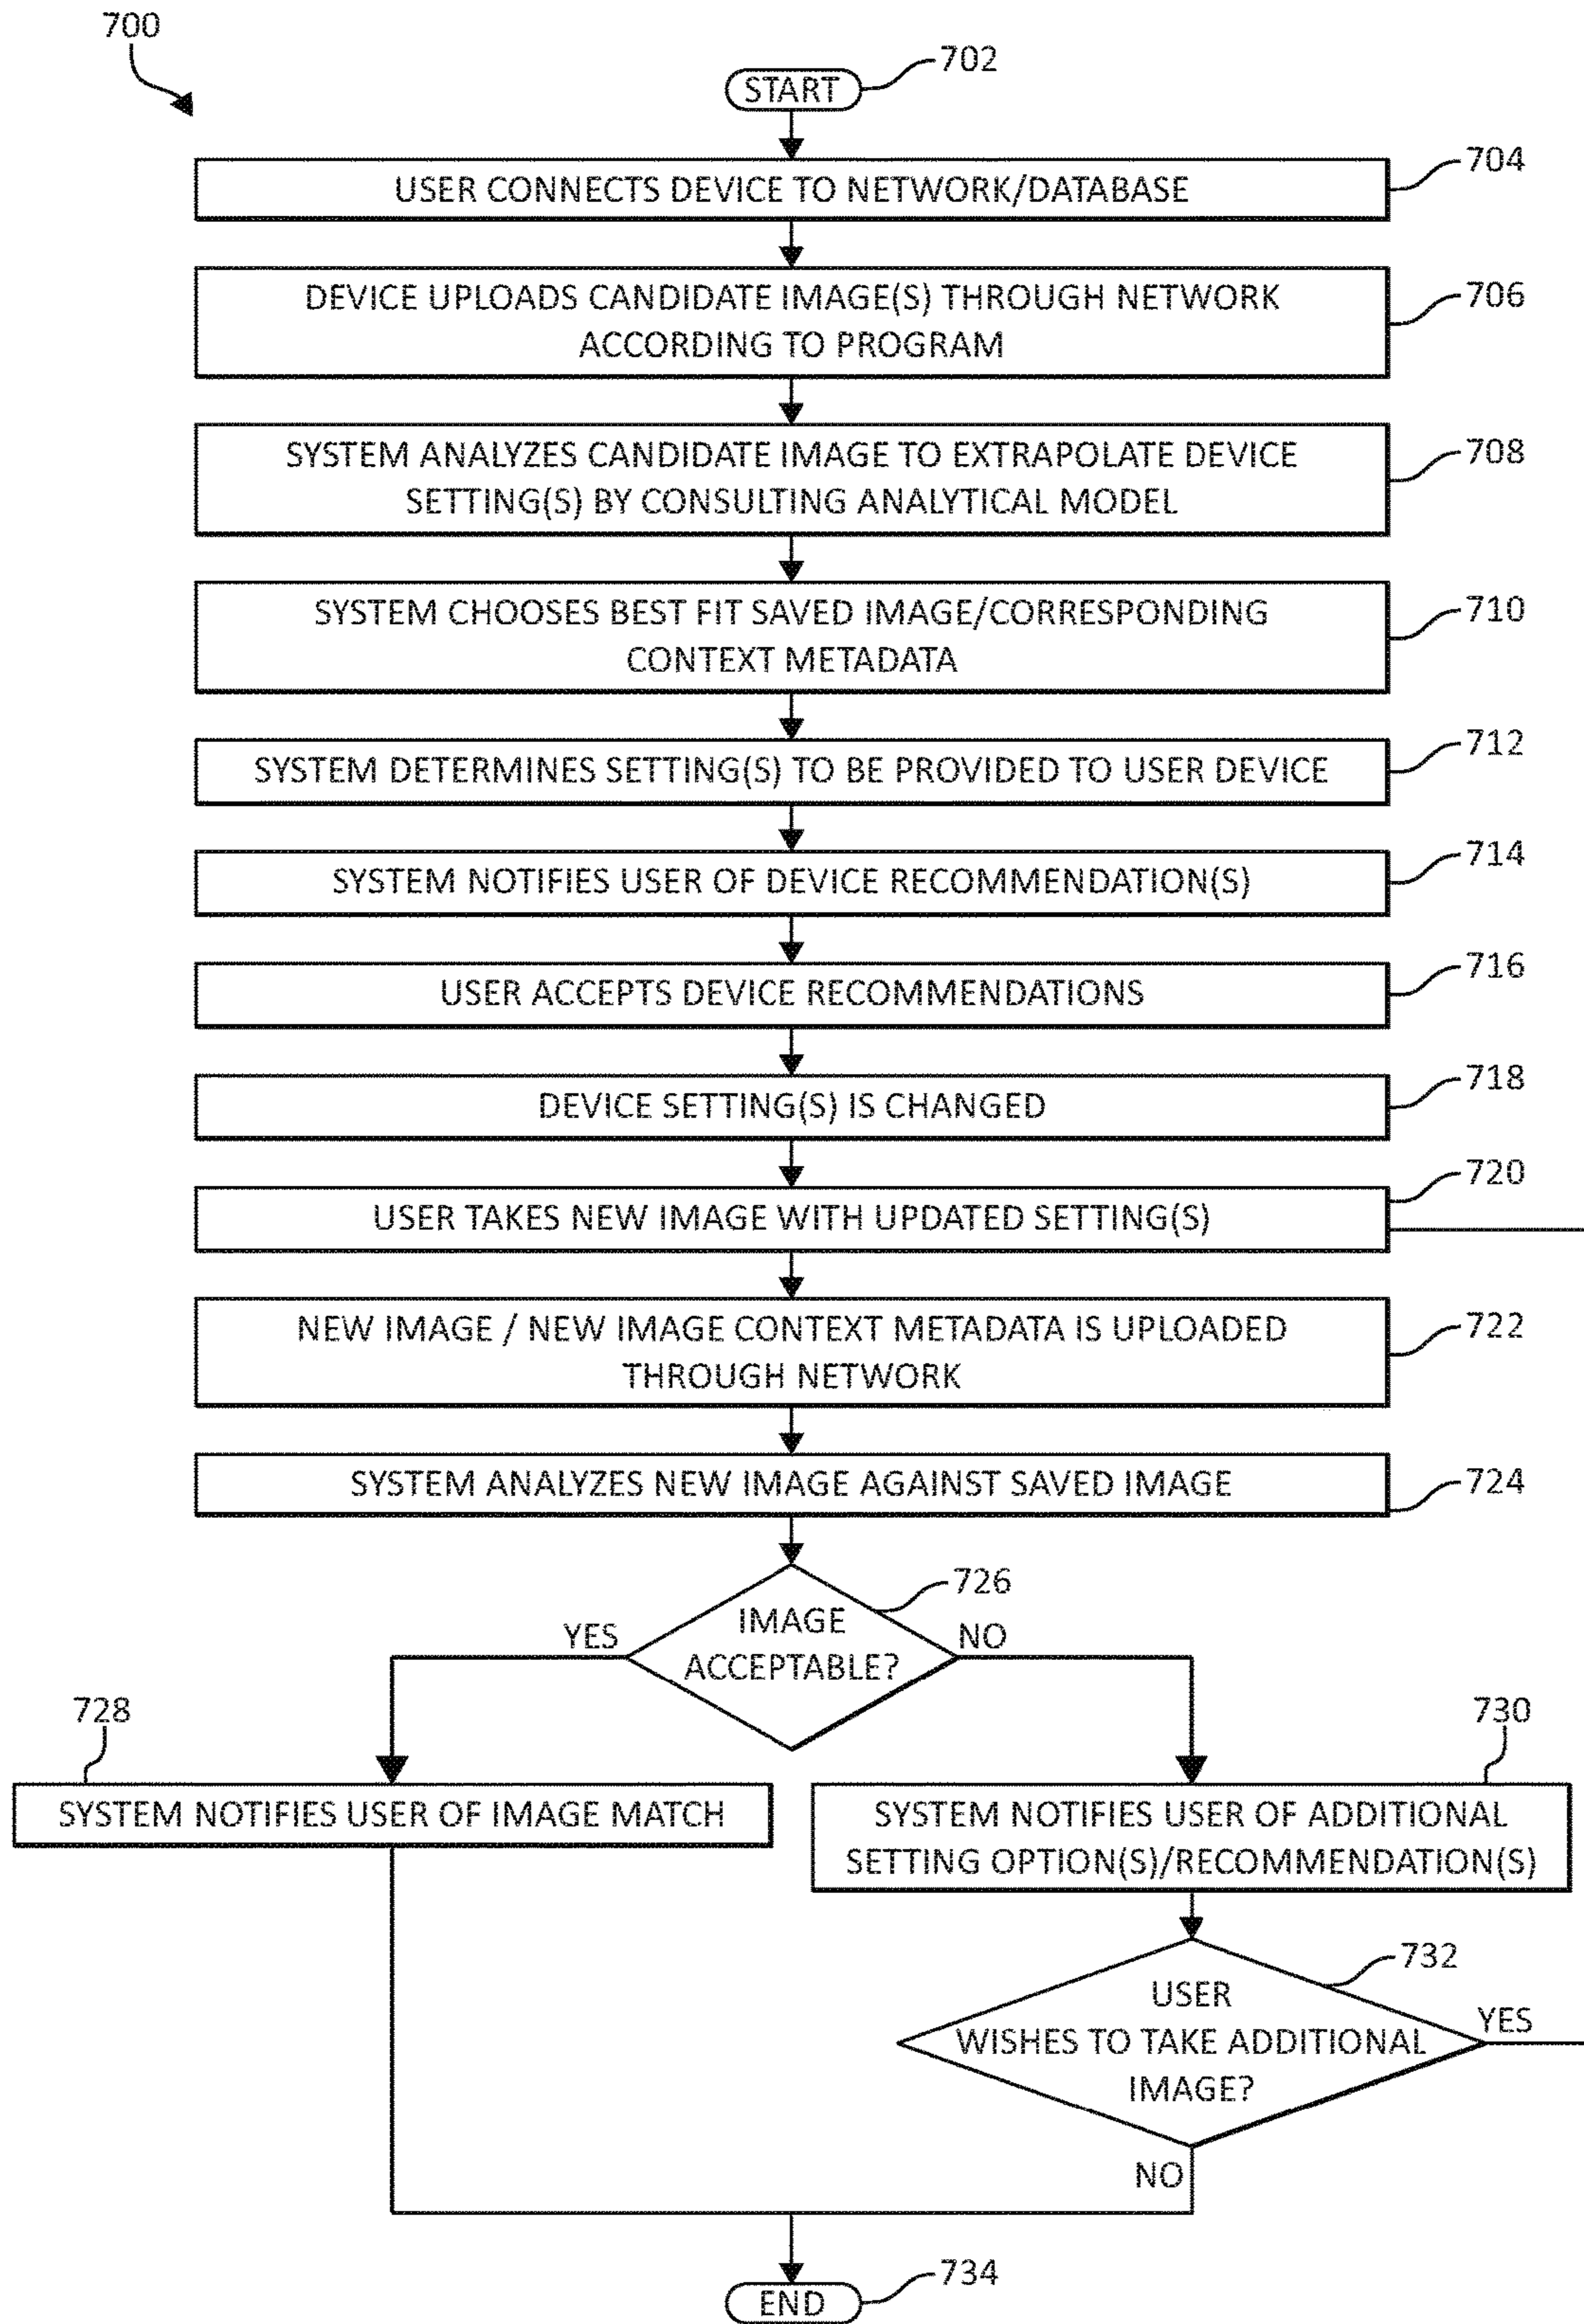 700
START
702
USER CONNECTS DEVICE TO NETWORK/DATABASE
704
DEVICE UPLOADS CANDIDATE IMAGE(S) THROUGH NETWORK
ACCORDING TO PROGRAM
706
SYSTEM ANALYZES CANDIDATE IMAGE TO EXTRAPOLATE DEVICE
SETTING(S) BY CONSULTING ANALYTICAL MODEL
708
SYSTEM CHOOSES BEST FIT SAVED IMAGE/CORRESPONDING
CONTEXT METADATA
710
SYSTEM DETERMINES SETTING(S) TO BE PROVIDED TO USER DEVICE
712
SYSTEM NOTIFIES USER OF DEVICE RECOMMENDATION(S)
714
USER ACCEPTS DEVICE RECOMMENDATIONS
716
DEVICE SETTING(S) IS CHANGED
718
USER TAKES NEW IMAGE WITH UPDATED SETTING(S)
720
NEW IMAGE / NEW IMAGE CONTEXT METADATA IS UPLOADED
THROUGH NETWORK
722
SYSTEM ANALYZES NEW IMAGE AGAINST SAVED IMAGE
724
IMAGE
ACCEPTABLE?
726
YES
NO
728
SYSTEM NOTIFIES USER OF IMAGE MATCH
730
SYSTEM NOTIFIES USER OF ADDITIONAL
SETTING OPTION(S)/RECOMMENDATION(S)
732
USER
WISHES TO TAKE ADDITIONAL
IMAGE?
YES
NO
END
734